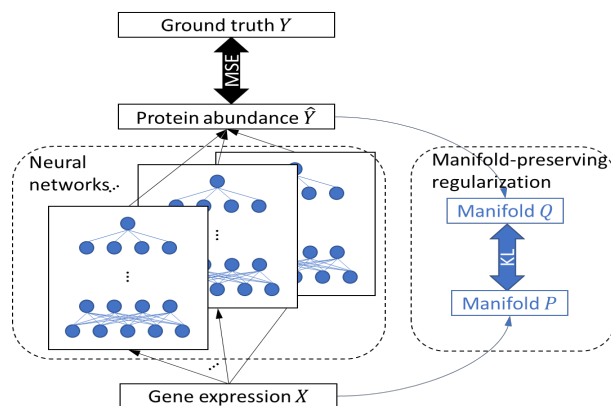 Ground truth Y
MSE
Protein abundance Ŷ
Neural
networks
...
Manifold-preserving
regularization
Manifold Q
KL
Manifold P
...
...
...
...
Gene expression X